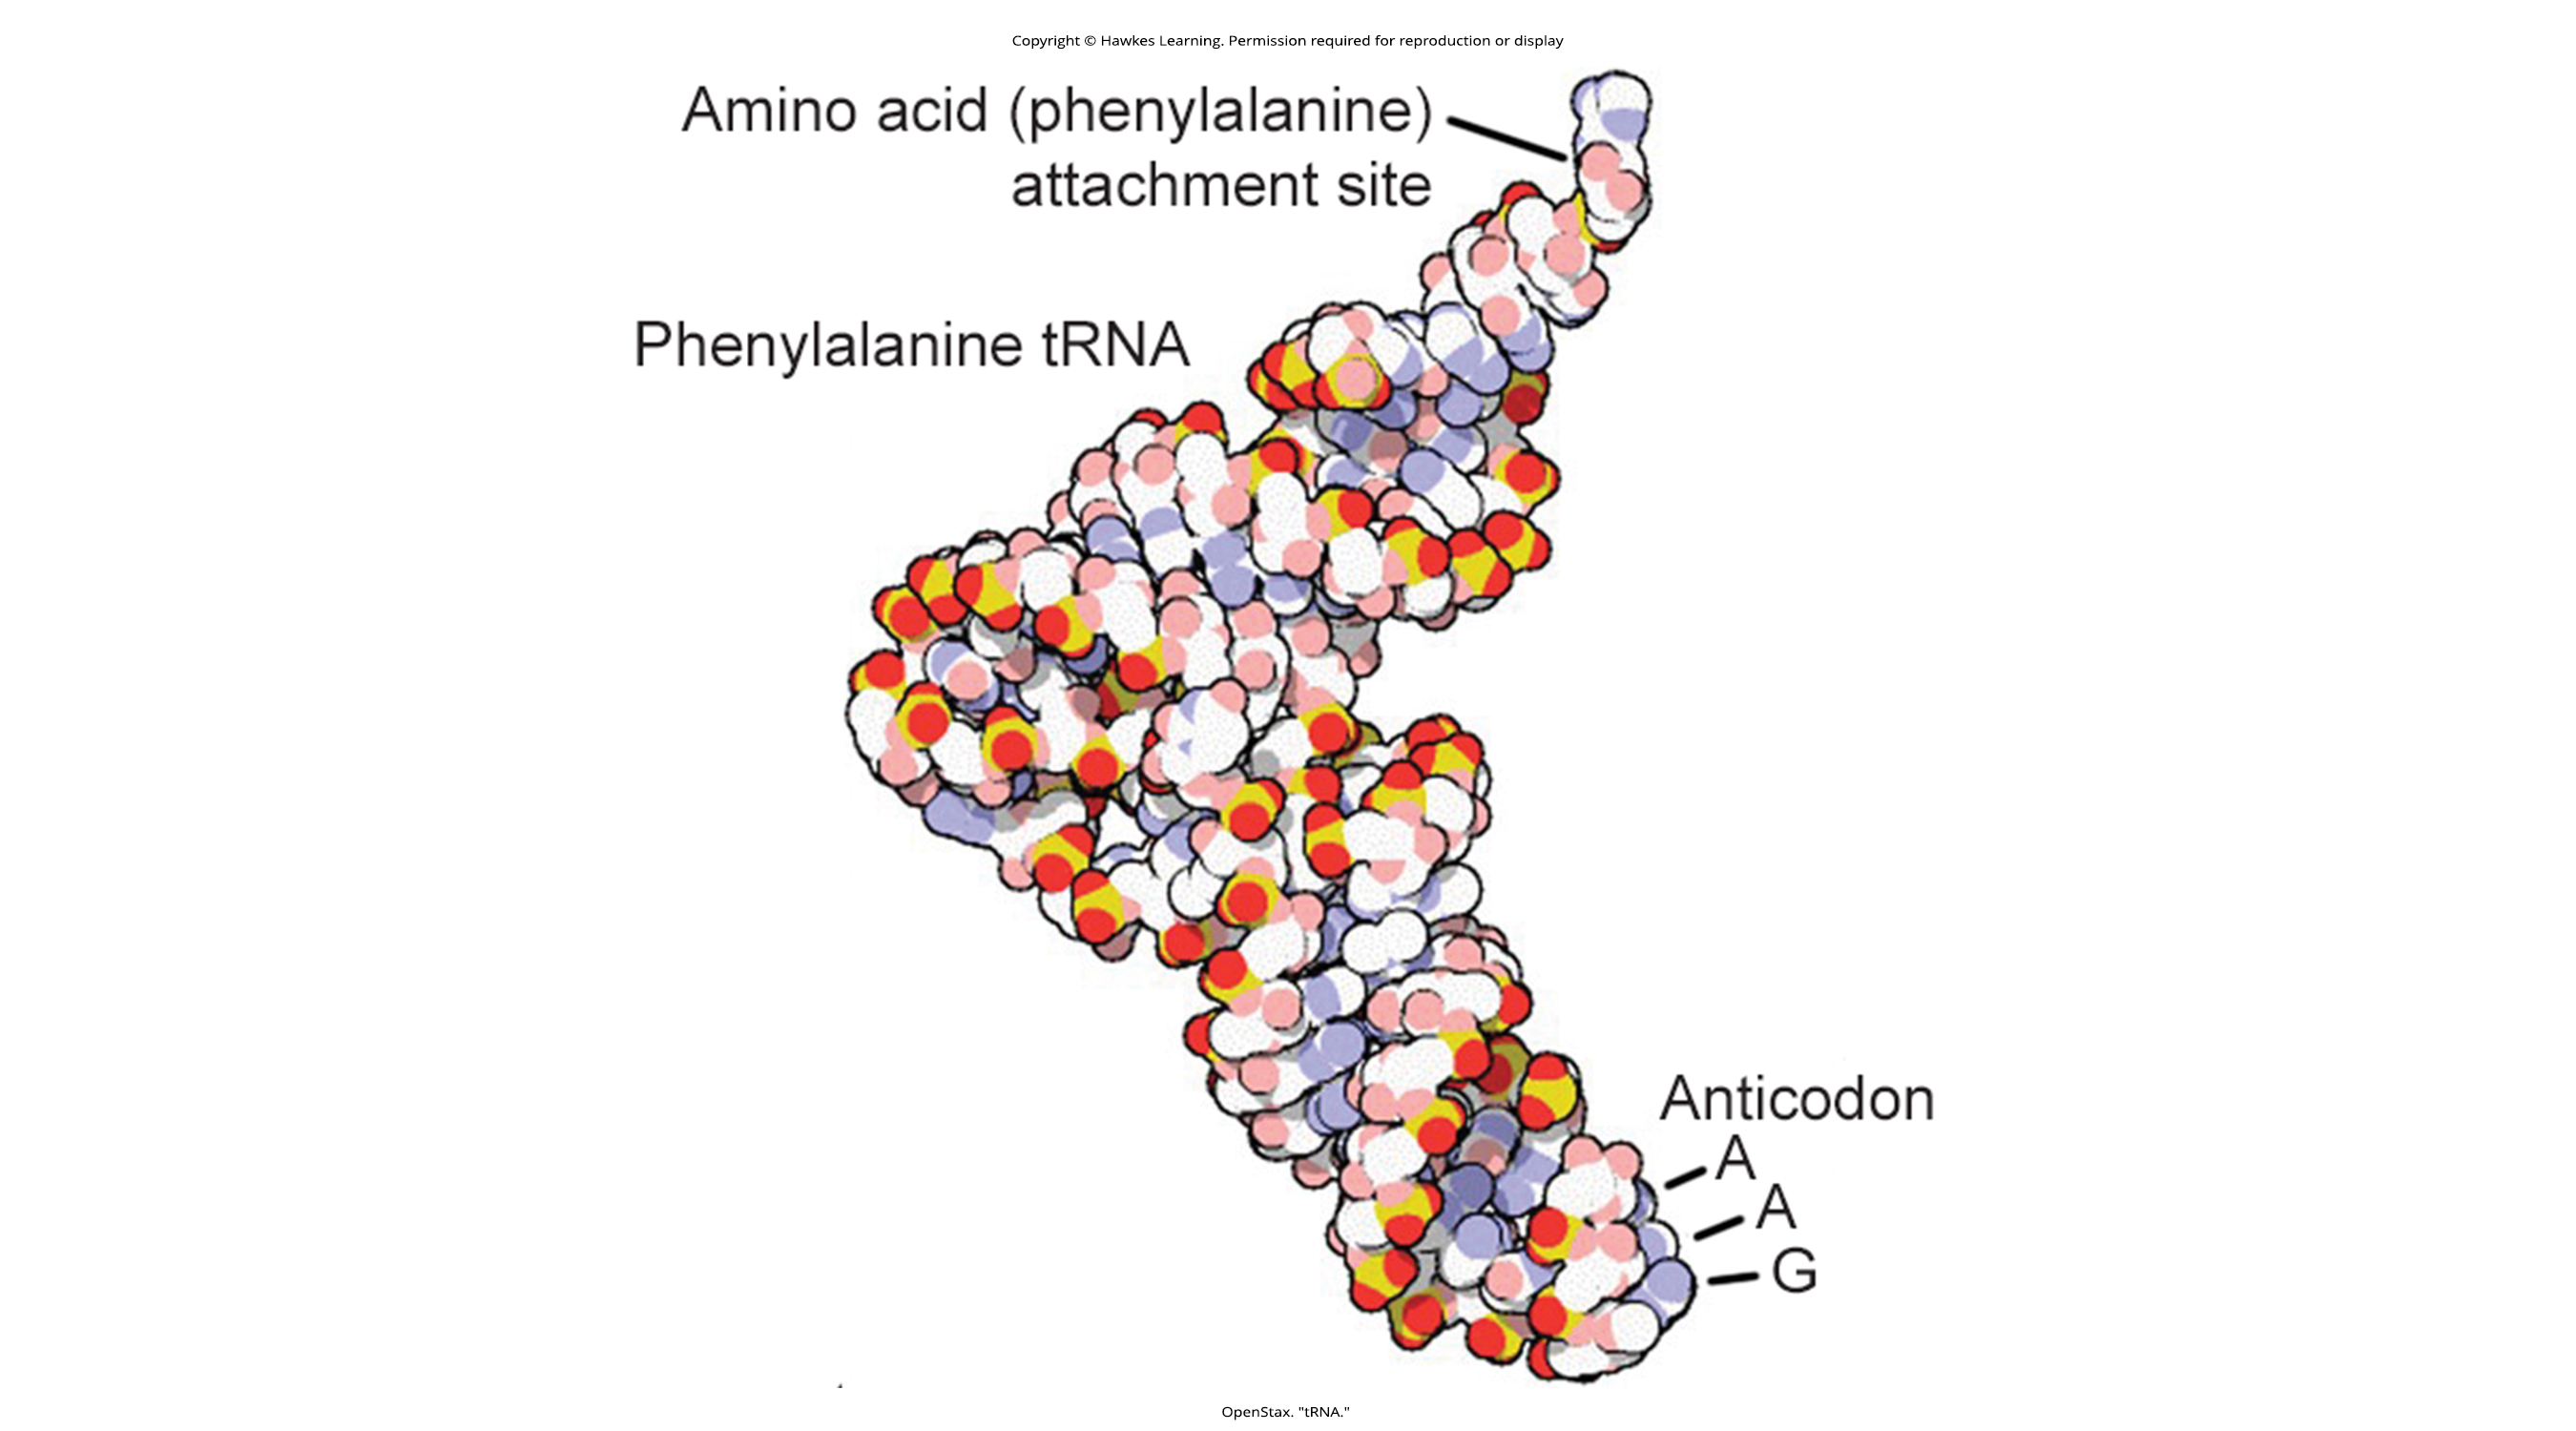 Copyright © Hawkes Learning. Permission required for reproduction or display
Amino acid (phenylalanine)
attachment site
Phenylalanine tRNA
Anticodon
A
A
G
OpenStax. "tRNA."